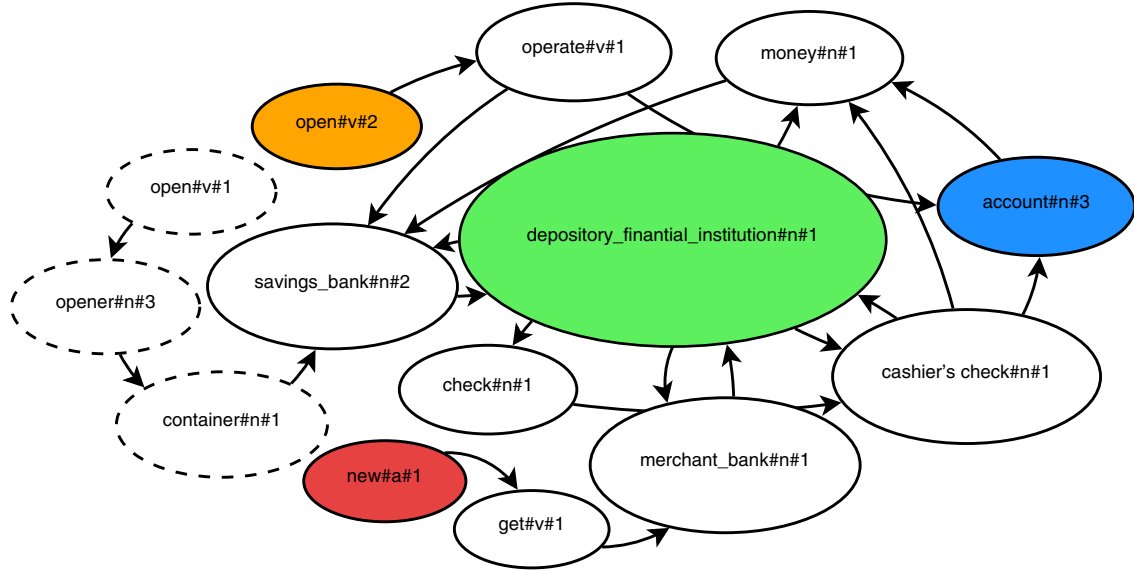 operate#v#1
money#n#1
open#v#2
open#v#1
account#n#3
depository_finantial_institution#n#1
savings_bank#n#2
opener#n#3
check#n#1
cashier's check#n#1
container#n#1
merchant_bank#n#1
new#a#1
get#v#1